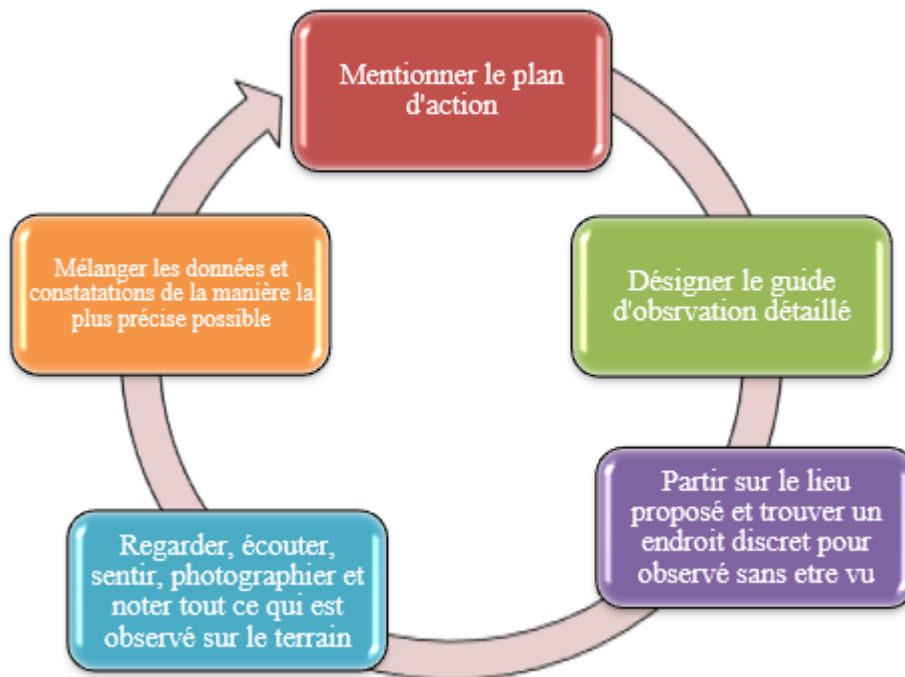 Mentionner le plan
d'action
Désigner le guide
d'obsrvation détaillé
Partir sur le lieu
proposé et trouver un
endroit discret pour
observé sans etre vu
Regarder, écouter,
sentir, photographier et
noter tout ce qui est
observé sur le terrain
Mélanger les données et
constatations de la manière la
plus précise possible